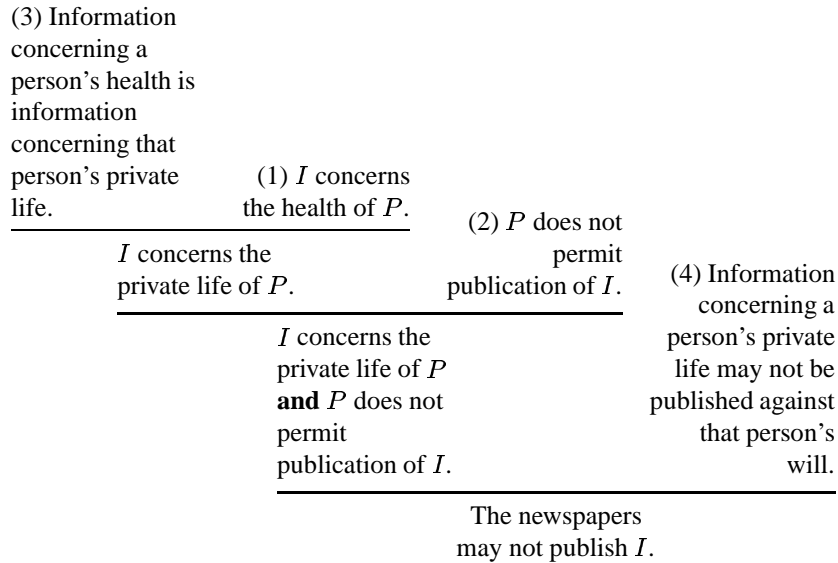 (3) Information
concerning a
person's health is
information
concerning that
person's private
life.
(1) I concerns
the health of P.
I concerns the
private life of P.
(2) P does not
permit
publication of I.
I concerns the
private life of P
and P does not
permit
publication of I.
(4) Information
concerning a
person's private
life may not be
published against
that person's
will.
The newspapers
may not publish I.